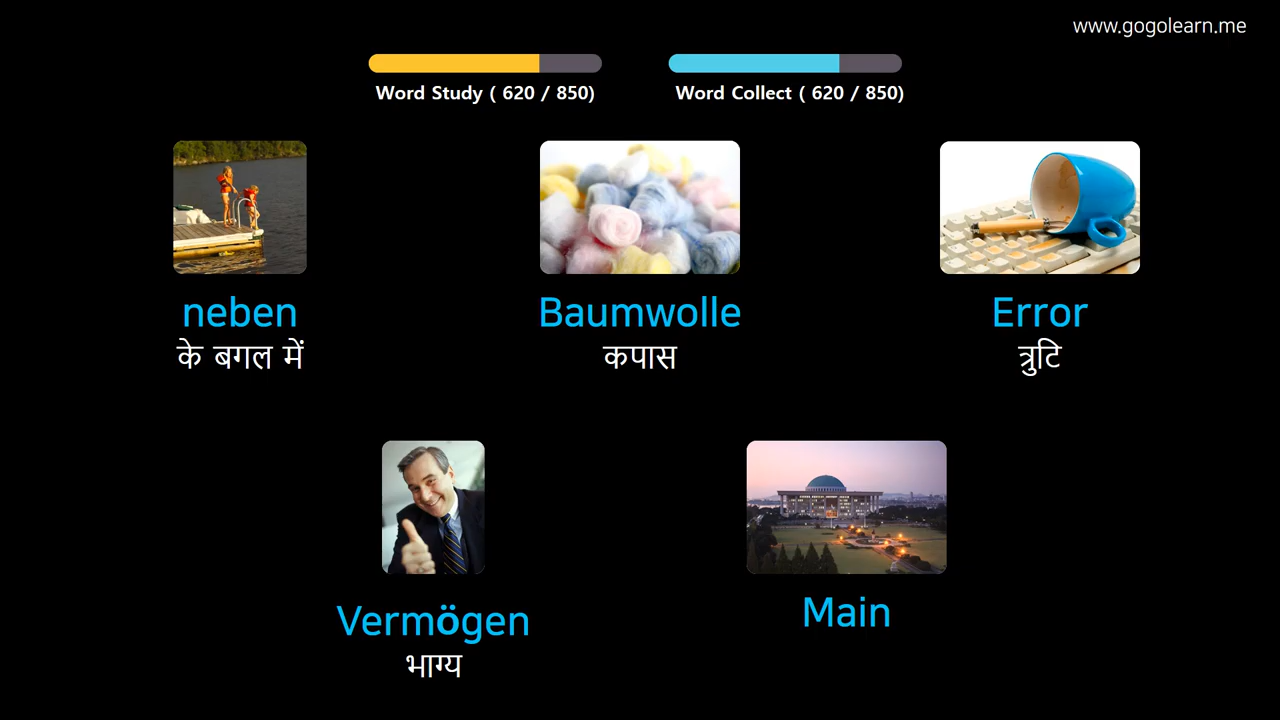 www.gogolearn.me
Word Study ( 620 / 850)
Word Collect ( 620 / 850)
neben
के बगल में
Baumwolle
कपास
Error
त्रुटि
Vermögen
भाग्य
Main